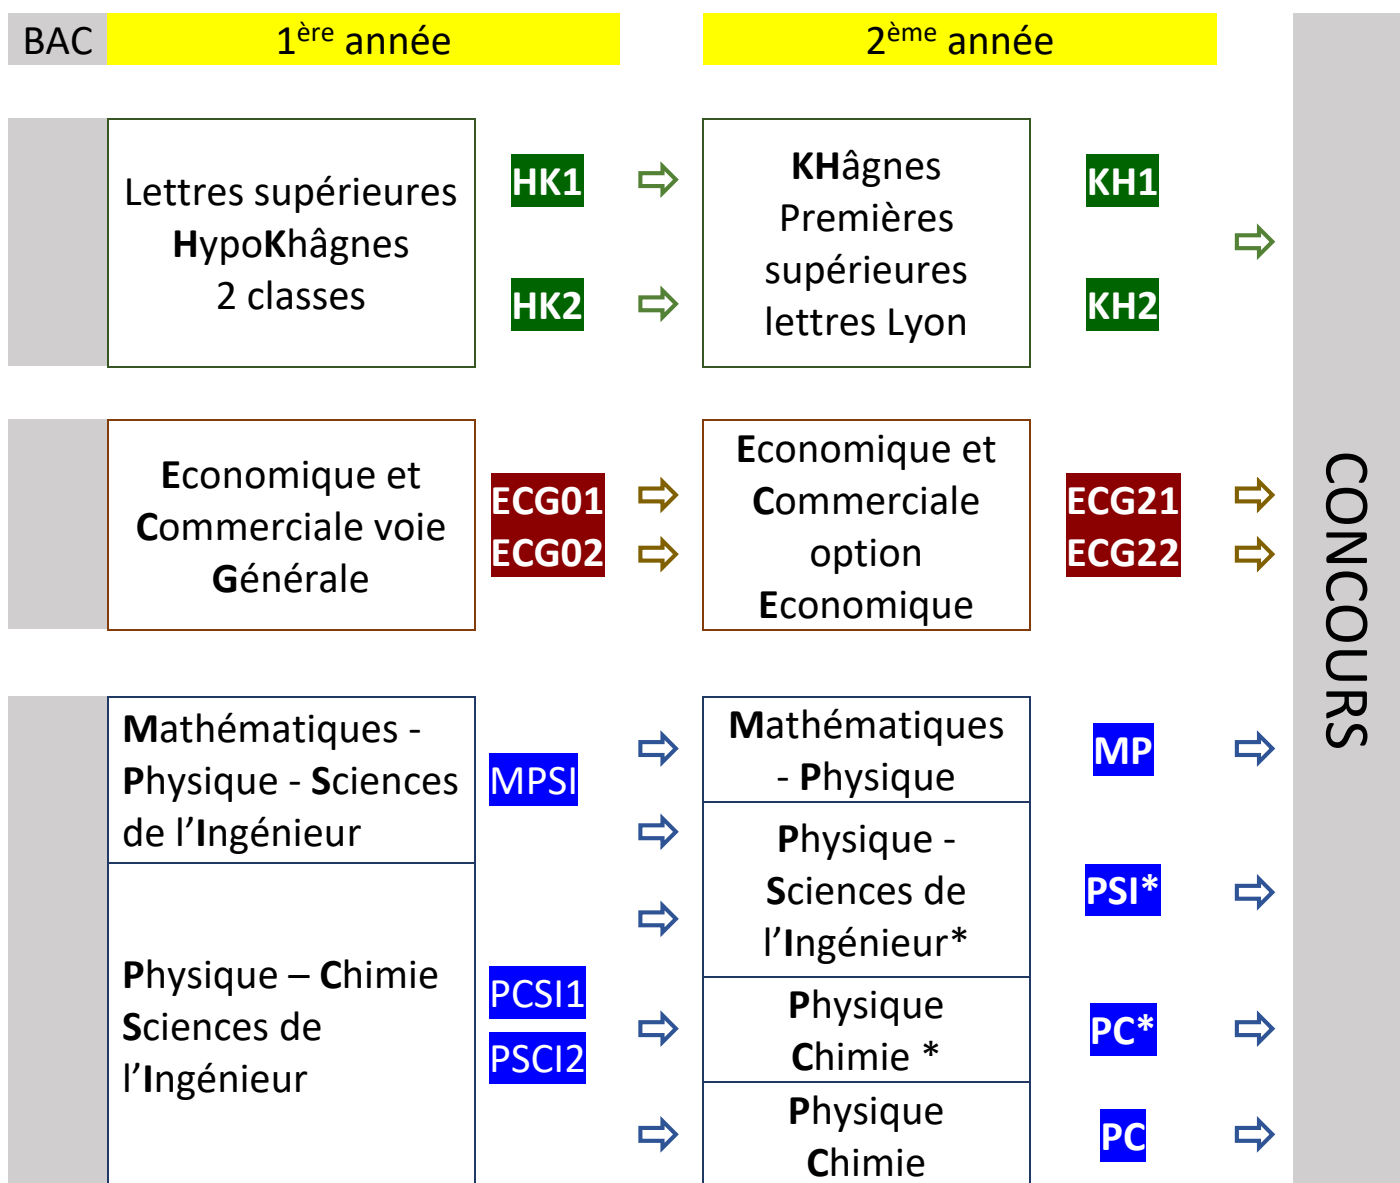 BAC
1ère année
2ème année
Lettres supérieures
HypoKhâgnes
2 classes
HK1
HK2
KHâgnes
Premières
supérieures
lettres Lyon
KH1
KH2
Economique et
Commerciale voie
Générale
ECG01
ECG02
Economique et
Commerciale
option
Economique
ECG21
ECG22
Mathématiques -
Physique - Sciences
de l’Ingénieur
MPSI
Physique – Chimie
Sciences de
l’Ingénieur
PCSI1
PSCI2
Mathématiques
- Physique
MP
Physique -
Sciences de
l’Ingénieur*
PSI*
Physique
Chimie *
PC*
Physique
Chimie
PC
CONCOURS